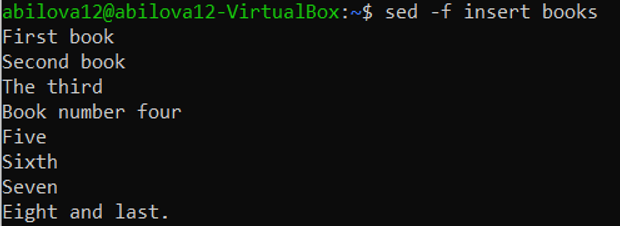 abilova12@abilova12-VirtualBox:~$ sed -f insert books
First book
Second book
The third
Book number four
Five
Sixth
Seven
Eight and last.